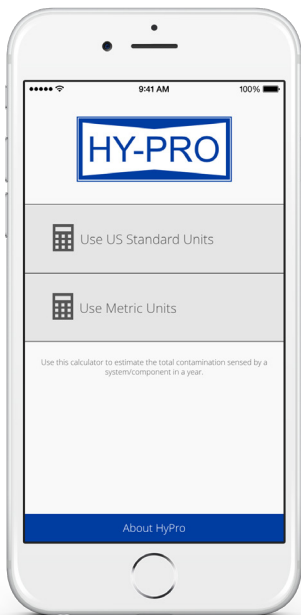 9:41 AM
100%
HY-PRO
Use US Standard Units
Use Metric Units
Use this calculator to estimate the total contamination sensed by a
system/component in a year.
About HyPro